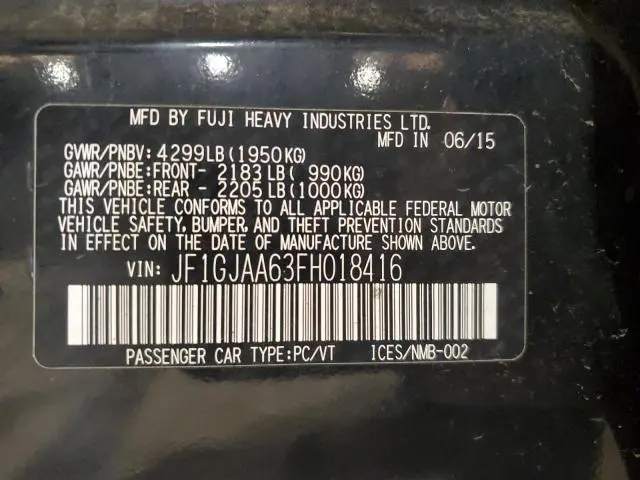 MFD BY FUJI HEAVY INDUSTRIES LTD.
MFD IN 06/15
GVWR/PNBV: 4299LB(1950KG)
GAWR/PNBE:FRONT- 2183LB( 990KG)
GAWR/PNBE:REAR - 2205LB(1000KG)
THIS VEHICLE CONFORMS TO ALL APPLICABLE FEDERAL MOTOR
VEHICLE SAFETY, BUMPER, AND THEFT PREVENTION STANDARDS
IN EFFECT ON THE DATE OF MANUFACTURE SHOWN ABOVE.
VIN: JF1GJAA63FH018416
PASSENGER CAR TYPE:PC/VT ICES/NMB-002